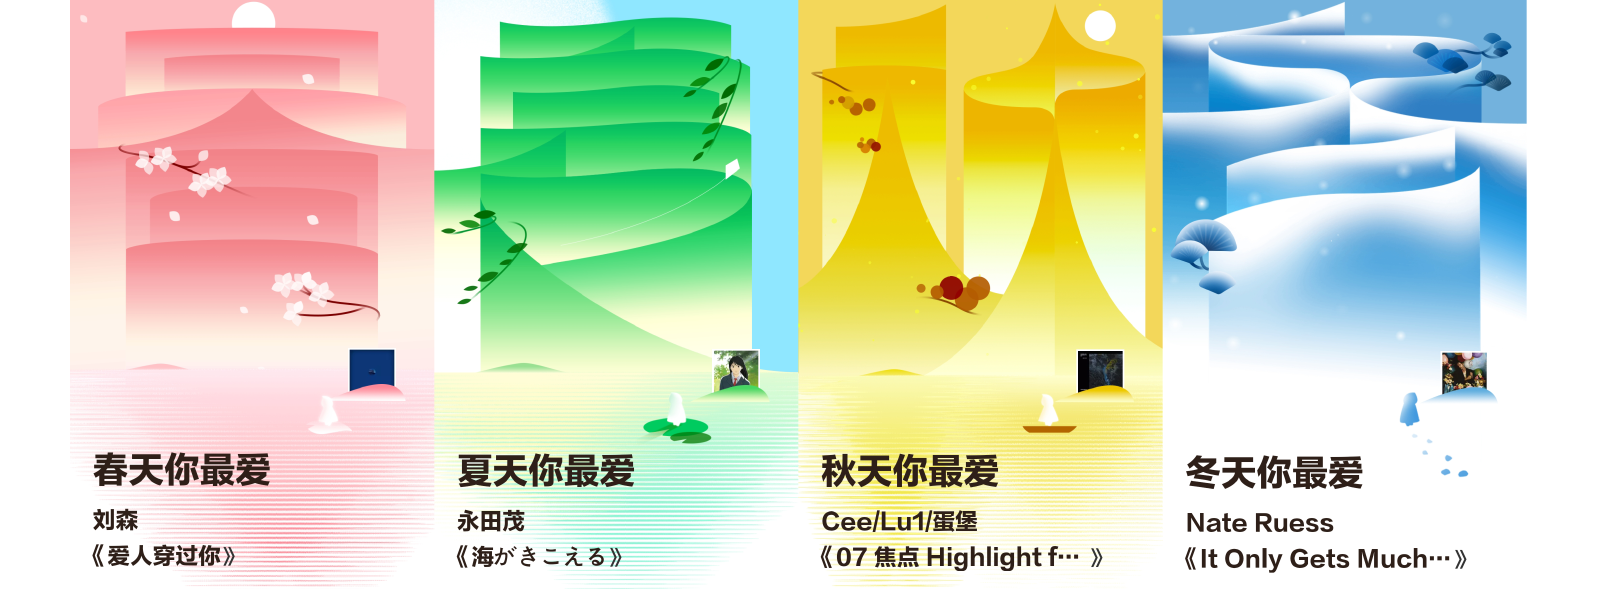 春天你最爱
刘森
《爱人穿过你》
夏天你最爱
永田茂
《海がきこえる》
秋天你最爱
Cee/Lu1/蛋堡
《07 焦点 Highlight f··· 》
冬天你最爱
Nate Ruess
《It Only Gets Much··· 》